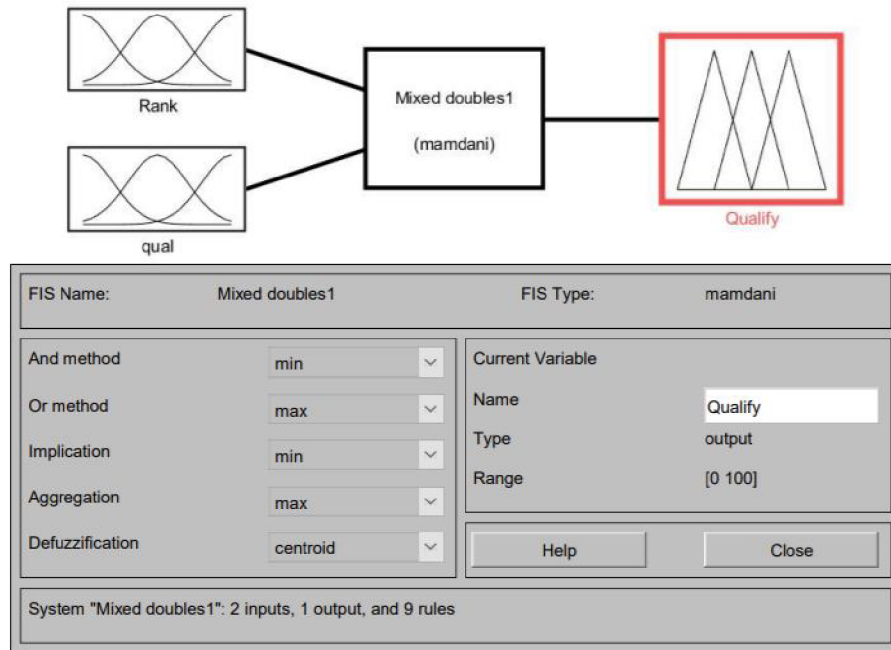 Rank
Mixed doubles1
(mamdani)
qual
Qualify
FIS Name: Mixed doubles1 FIS Type: mamdani
And method min
Or method max
Implication min
Aggregation max
Defuzzification centroid
Current Variable
Name Qualify
Type output
Range [0 100]
Help Close
System "Mixed doubles1": 2 inputs, 1 output, and 9 rules